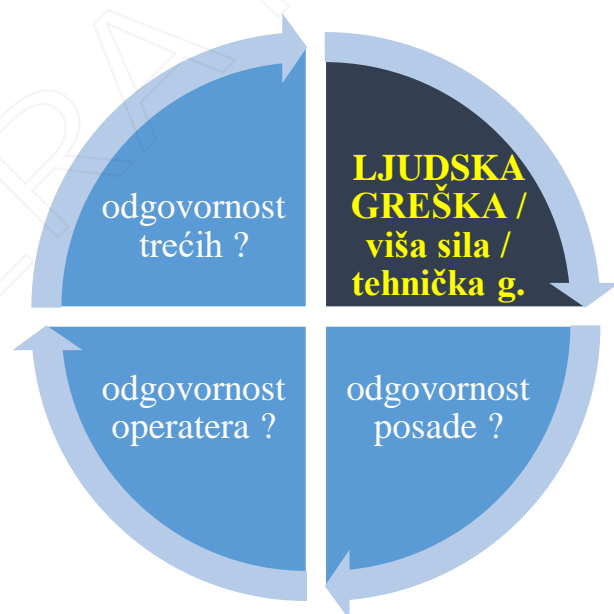 odgovornost
trećih ?
LJUDSKA
GREŠKA /
viša sila /
tehnička g.
odgovornost
operatera ?
odgovornost
posade ?